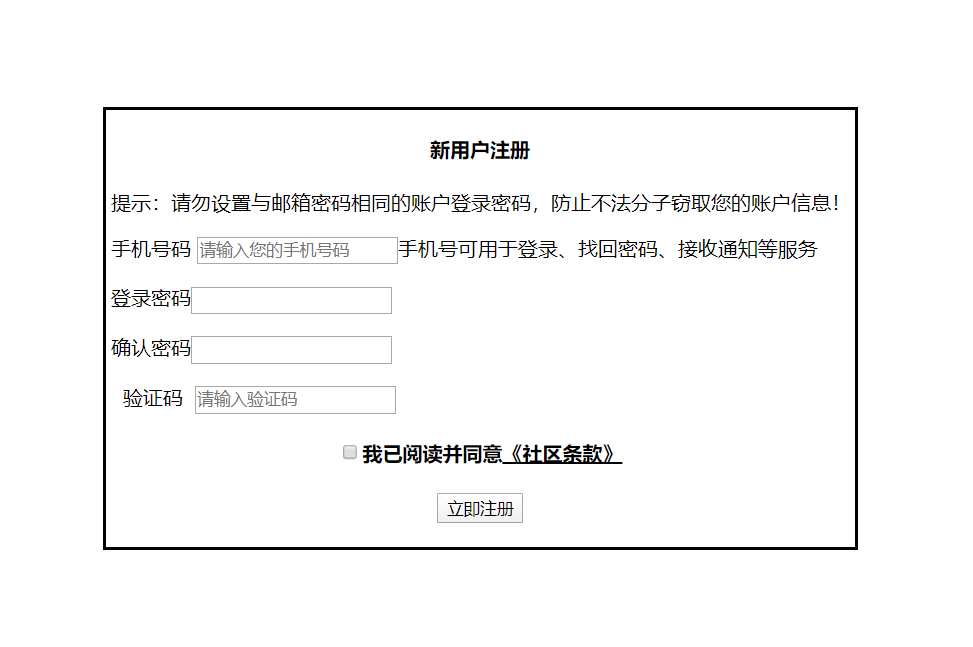 新用户注册
提示：请勿设置与邮箱密码相同的账户登录密码，防止不法分子窃取您的账户信息！
手机号码 请输入您的手机号码手机号可用于登录、找回密码、接收通知等服务
登录密码
确认密码
验证码 请输入验证码
我已阅读并同意《社区条款》
立即注册